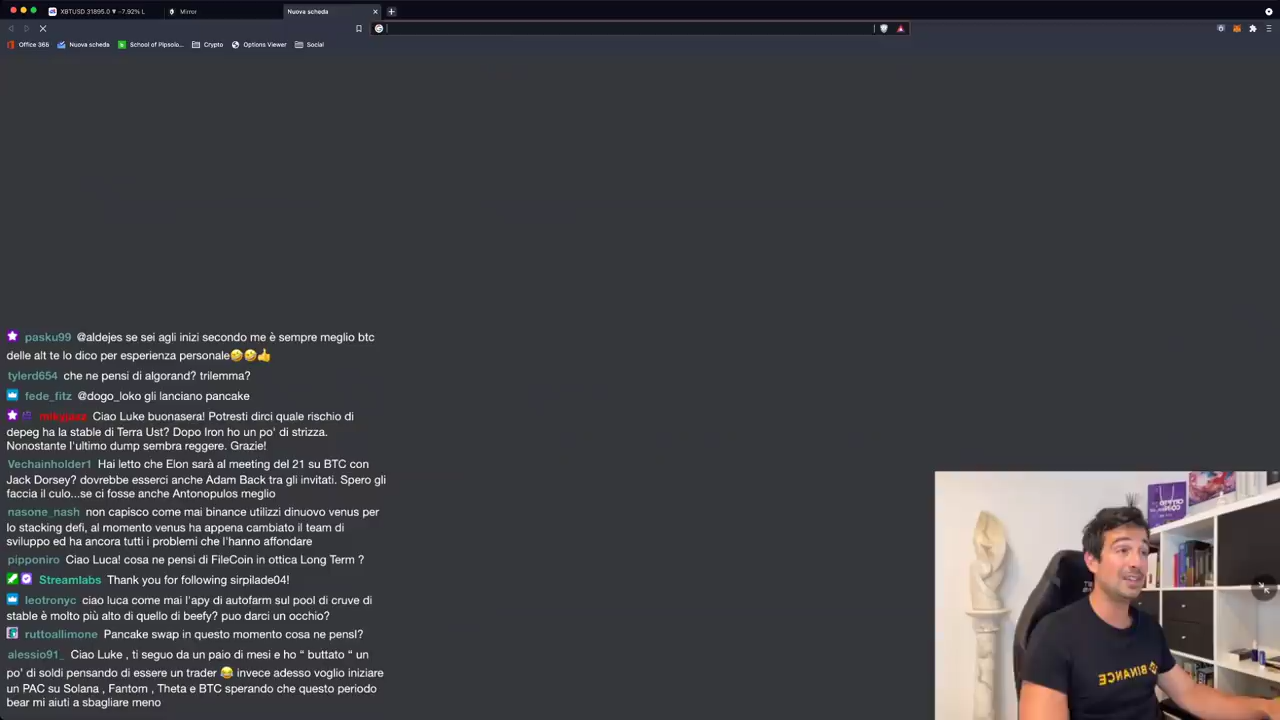 XBTUSD 31895.0 ▼ −7.92% L
Mirror
Nuova scheda
Office 365
Nuova scheda
School of Pipsolo...
Crypto
Options Viewer
Social
pasku99 @aldejes se sei agli inizi secondo me è sempre meglio btc
delle alt te lo dico per esperienza personale🤣🤣👍
tylerd654 che ne pensi di algorand? trilemma?
fede_fitz @dogo_loko gli lanciano pancake
Ciao Luke buonasera! Potresti dirci quale rischio di
depeg ha la stable di Terra Ust? Dopo Iron ho un po' di strizza.
Nonostante l'ultimo dump sembra reggere. Grazie!
Vechainholder1 Hai letto che Elon sarà al meeting del 21 su BTC con
Jack Dorsey? dovrebbe esserci anche Adam Back tra gli invitati. Spero gli
faccia il culo...se ci fosse anche Antonopulos meglio
nasone_nash non capisco come mai binance utilizzi dinuovo venus per
lo stacking defi, al momento venus ha appena cambiato il team di
sviluppo ed ha ancora tutti i problemi che l'hanno affondare
pipponiro Ciao Luca! cosa ne pensi di FileCoin in ottica Long Term ?
Streamlabs Thank you for following sirpilade04!
leotronyc ciao luca come mai l'apy di autofarm sul pool di cruve di
stable è molto più alto di quello di beefy? puo darci un occhio?
ruttoallimone Pancake swap in questo momento cosa ne pensI?
alessio91_ Ciao Luke , ti seguo da un paio di mesi e ho “ buttato “ un
po' di soldi pensando di essere un trader 😂 invece adesso voglio iniziare
un PAC su Solana , Fantom , Theta e BTC sperando che questo periodo
bear mi aiuti a sbagliare meno
BINANCE